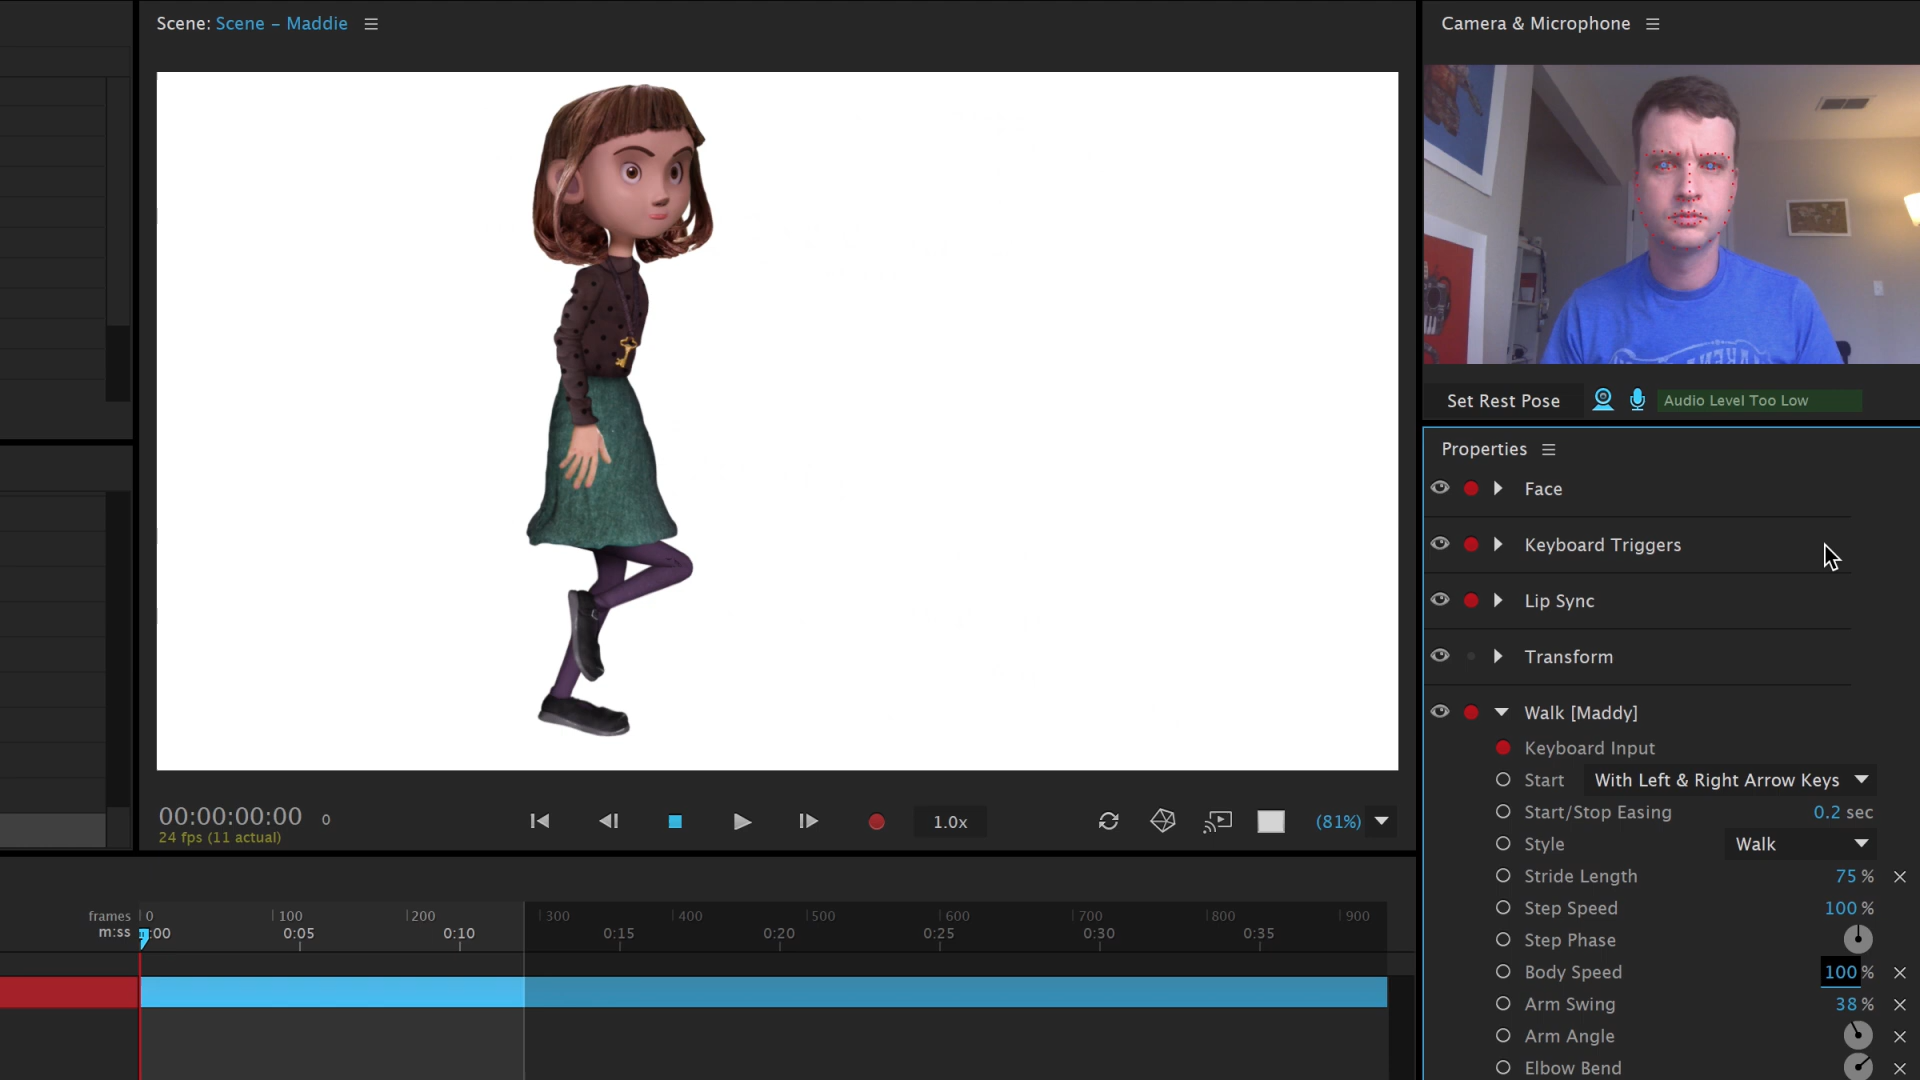 Scene: Scene – Maddie
Camera & Microphone
Set Rest Pose
Audio Level Too Low
Properties
Face
Keyboard Triggers
Lip Sync
Transform
Walk [Maddy]
Keyboard Input
Start With Left & Right Arrow Keys
Start/Stop Easing 0.2 sec
Style Walk
Stride Length 75 %
Step Speed 100 %
Step Phase
Body Speed 100 %
Arm Swing 38 %
Arm Angle
Elbow Bend
00:00:00:00 0
24 fps (11 actual)
1.0x
(81%)
frames 0 100 200 300 400 500 600 700 800 900
m:ss :00 0:05 0:10 0:15 0:20 0:25 0:30 0:35